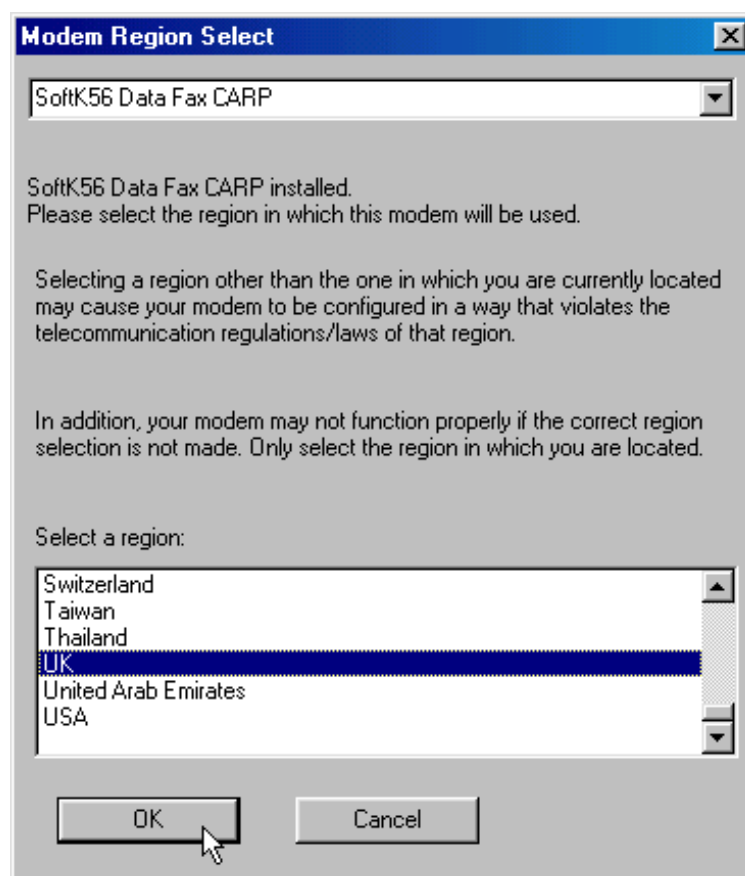 Modem Region Select
SoftK56 Data Fax CARP
SoftK56 Data Fax CARP installed.
Please select the region in which this modem will be used.
Selecting a region other than the one in which you are currently located
may cause your modem to be configured in a way that violates the
telecommunication regulations/laws of that region.
In addition, your modem may not function properly if the correct region
selection is not made. Only select the region in which you are located.
Select a region:
Switzerland
Taiwan
Thailand
UK
United Arab Emirates
USA
OK
Cancel